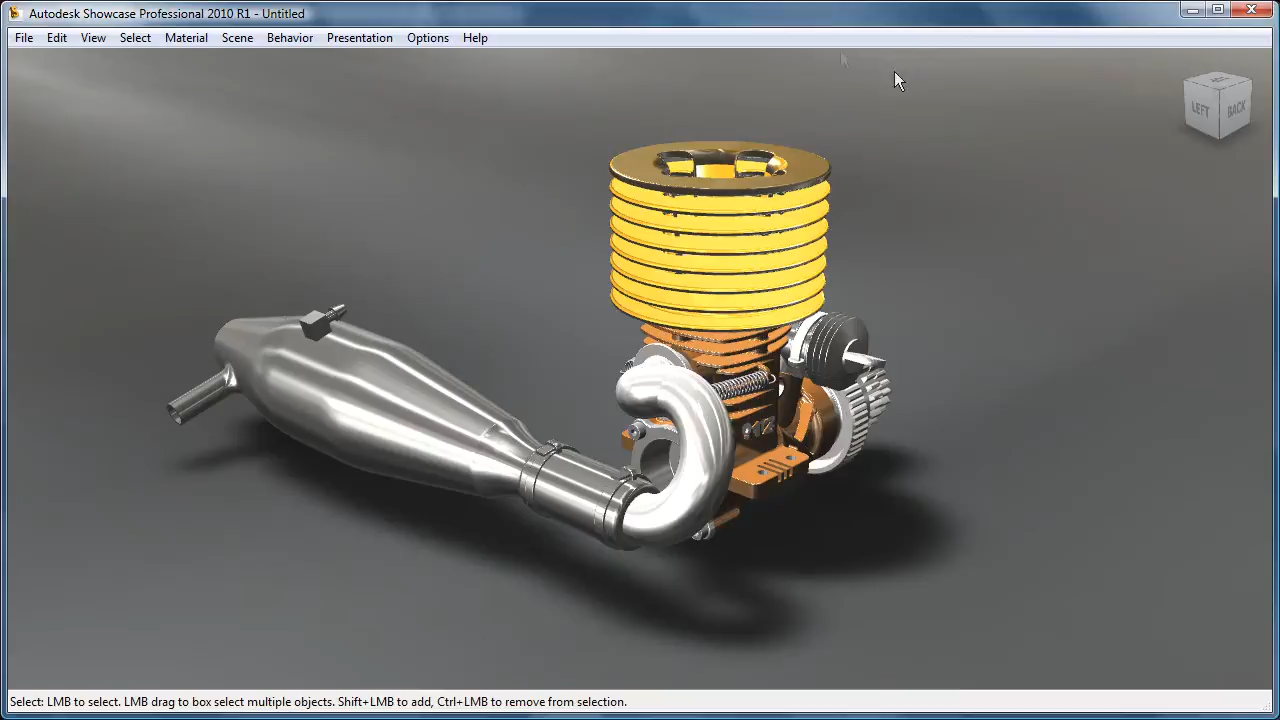 Autodesk Showcase Professional 2010 R1 - Untitled
File Edit View Select Material Scene Behavior Presentation Options Help
LEFT BACK
Select: LMB to select. LMB drag to box select multiple objects. Shift+LMB to add, Ctrl+LMB to remove from selection.